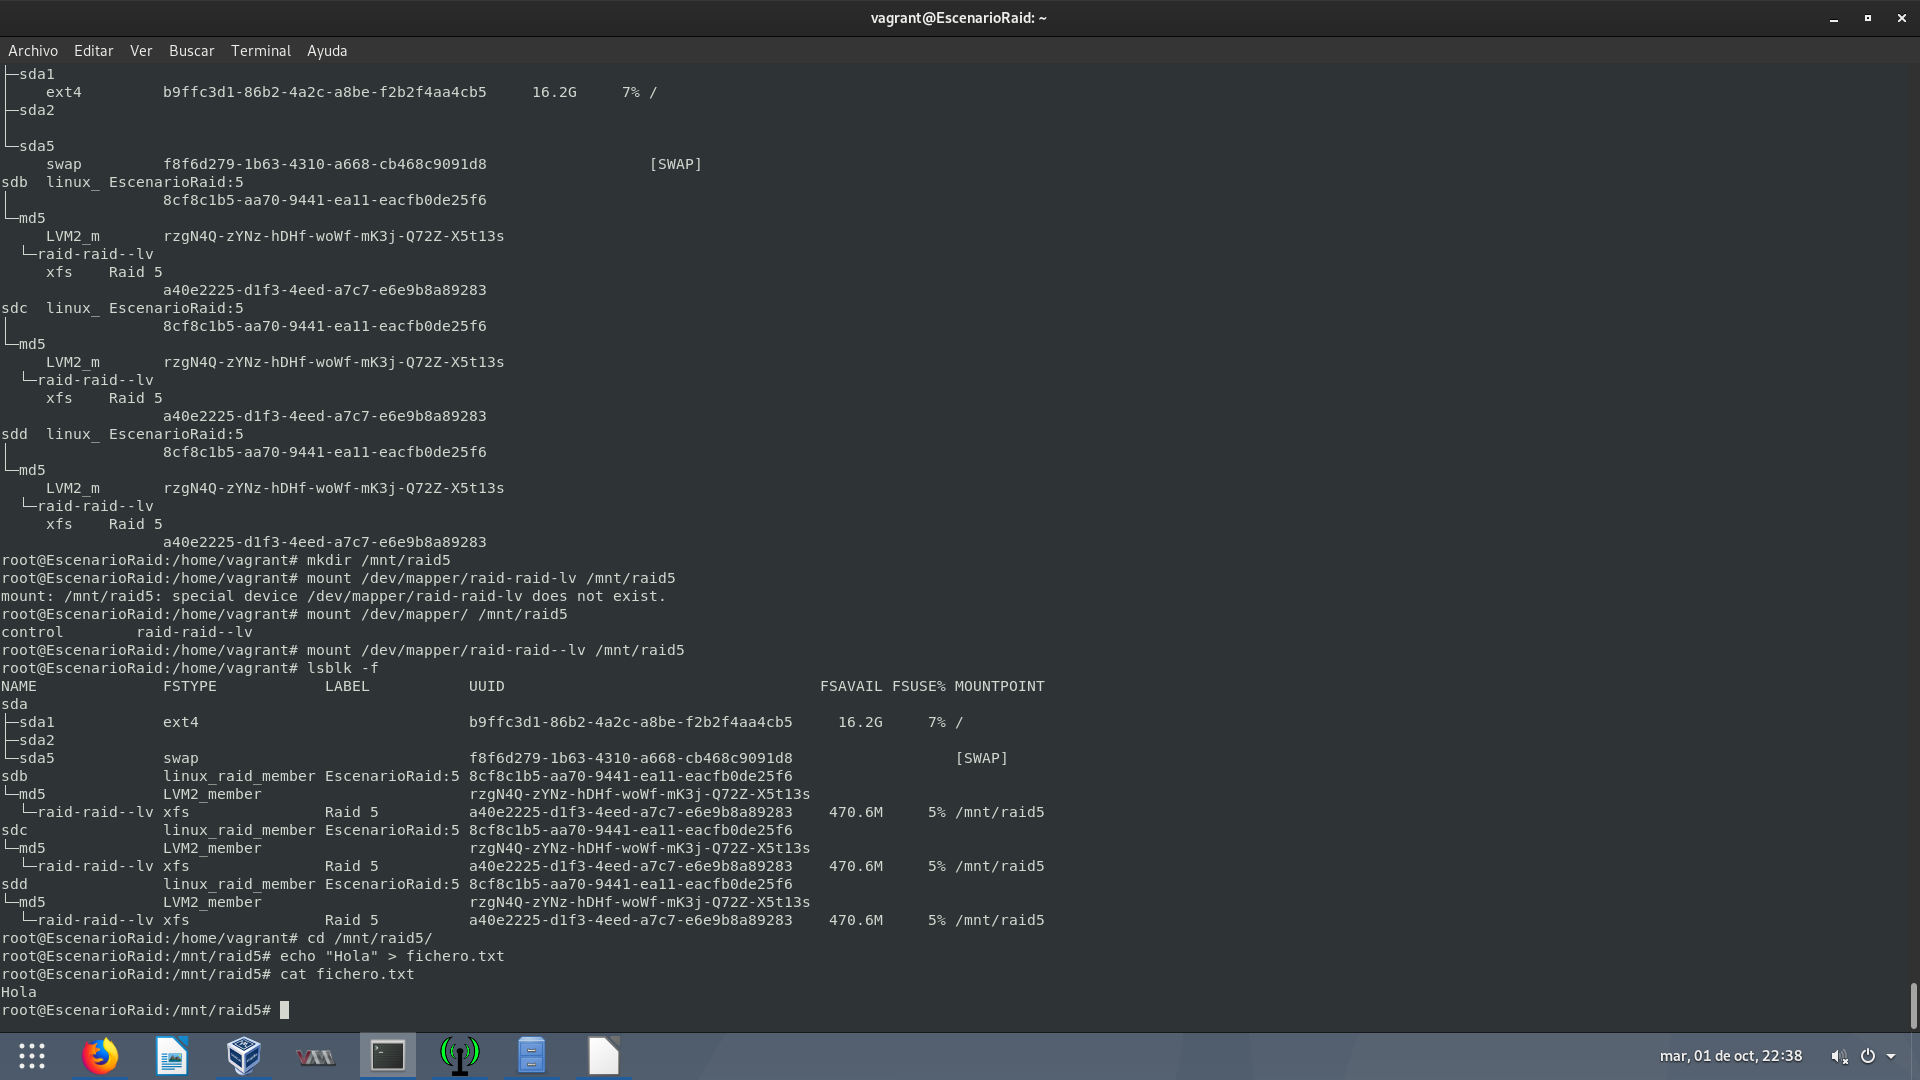 vagrant@EscenarioRaid: ~
Archivo Editar Ver Buscar Terminal Ayuda
├─sda1
│    ext4         b9ffc3d1-86b2-4a2c-a8be-f2b2f4aa4cb5     16.2G     7% /
├─sda2
│
└─sda5
     swap         f8f6d279-1b63-4310-a668-cb468c9091d8                  [SWAP]
sdb  linux_ EscenarioRaid:5
│                 8cf8c1b5-aa70-9441-ea11-eacfb0de25f6
└─md5
     LVM2_m       rzgN4Q-zYNz-hDHf-woWf-mK3j-Q72Z-X5t13s
  └─raid-raid--lv
     xfs    Raid 5
                  a40e2225-d1f3-4eed-a7c7-e6e9b8a89283
sdc  linux_ EscenarioRaid:5
│                 8cf8c1b5-aa70-9441-ea11-eacfb0de25f6
└─md5
     LVM2_m       rzgN4Q-zYNz-hDHf-woWf-mK3j-Q72Z-X5t13s
  └─raid-raid--lv
     xfs    Raid 5
                  a40e2225-d1f3-4eed-a7c7-e6e9b8a89283
sdd  linux_ EscenarioRaid:5
│                 8cf8c1b5-aa70-9441-ea11-eacfb0de25f6
└─md5
     LVM2_m       rzgN4Q-zYNz-hDHf-woWf-mK3j-Q72Z-X5t13s
  └─raid-raid--lv
     xfs    Raid 5
                  a40e2225-d1f3-4eed-a7c7-e6e9b8a89283
root@EscenarioRaid:/home/vagrant# mkdir /mnt/raid5
root@EscenarioRaid:/home/vagrant# mount /dev/mapper/raid-raid-lv /mnt/raid5
mount: /mnt/raid5: special device /dev/mapper/raid-raid-lv does not exist.
root@EscenarioRaid:/home/vagrant# mount /dev/mapper/ /mnt/raid5
control        raid-raid--lv
root@EscenarioRaid:/home/vagrant# mount /dev/mapper/raid-raid--lv /mnt/raid5
root@EscenarioRaid:/home/vagrant# lsblk -f
NAME              FSTYPE            LABEL           UUID                                   FSAVAIL FSUSE% MOUNTPOINT
sda
├─sda1            ext4                              b9ffc3d1-86b2-4a2c-a8be-f2b2f4aa4cb5     16.2G     7% /
├─sda2
└─sda5            swap                              f8f6d279-1b63-4310-a668-cb468c9091d8                  [SWAP]
sdb               linux_raid_member EscenarioRaid:5 8cf8c1b5-aa70-9441-ea11-eacfb0de25f6
└─md5             LVM2_member                       rzgN4Q-zYNz-hDHf-woWf-mK3j-Q72Z-X5t13s
  └─raid-raid--lv xfs               Raid 5          a40e2225-d1f3-4eed-a7c7-e6e9b8a89283    470.6M     5% /mnt/raid5
sdc               linux_raid_member EscenarioRaid:5 8cf8c1b5-aa70-9441-ea11-eacfb0de25f6
└─md5             LVM2_member                       rzgN4Q-zYNz-hDHf-woWf-mK3j-Q72Z-X5t13s
  └─raid-raid--lv xfs               Raid 5          a40e2225-d1f3-4eed-a7c7-e6e9b8a89283    470.6M     5% /mnt/raid5
sdd               linux_raid_member EscenarioRaid:5 8cf8c1b5-aa70-9441-ea11-eacfb0de25f6
└─md5             LVM2_member                       rzgN4Q-zYNz-hDHf-woWf-mK3j-Q72Z-X5t13s
  └─raid-raid--lv xfs               Raid 5          a40e2225-d1f3-4eed-a7c7-e6e9b8a89283    470.6M     5% /mnt/raid5
root@EscenarioRaid:/home/vagrant# cd /mnt/raid5/
root@EscenarioRaid:/mnt/raid5# echo "Hola" > fichero.txt
root@EscenarioRaid:/mnt/raid5# cat fichero.txt
Hola
root@EscenarioRaid:/mnt/raid5#
mar, 01 de oct, 22:38